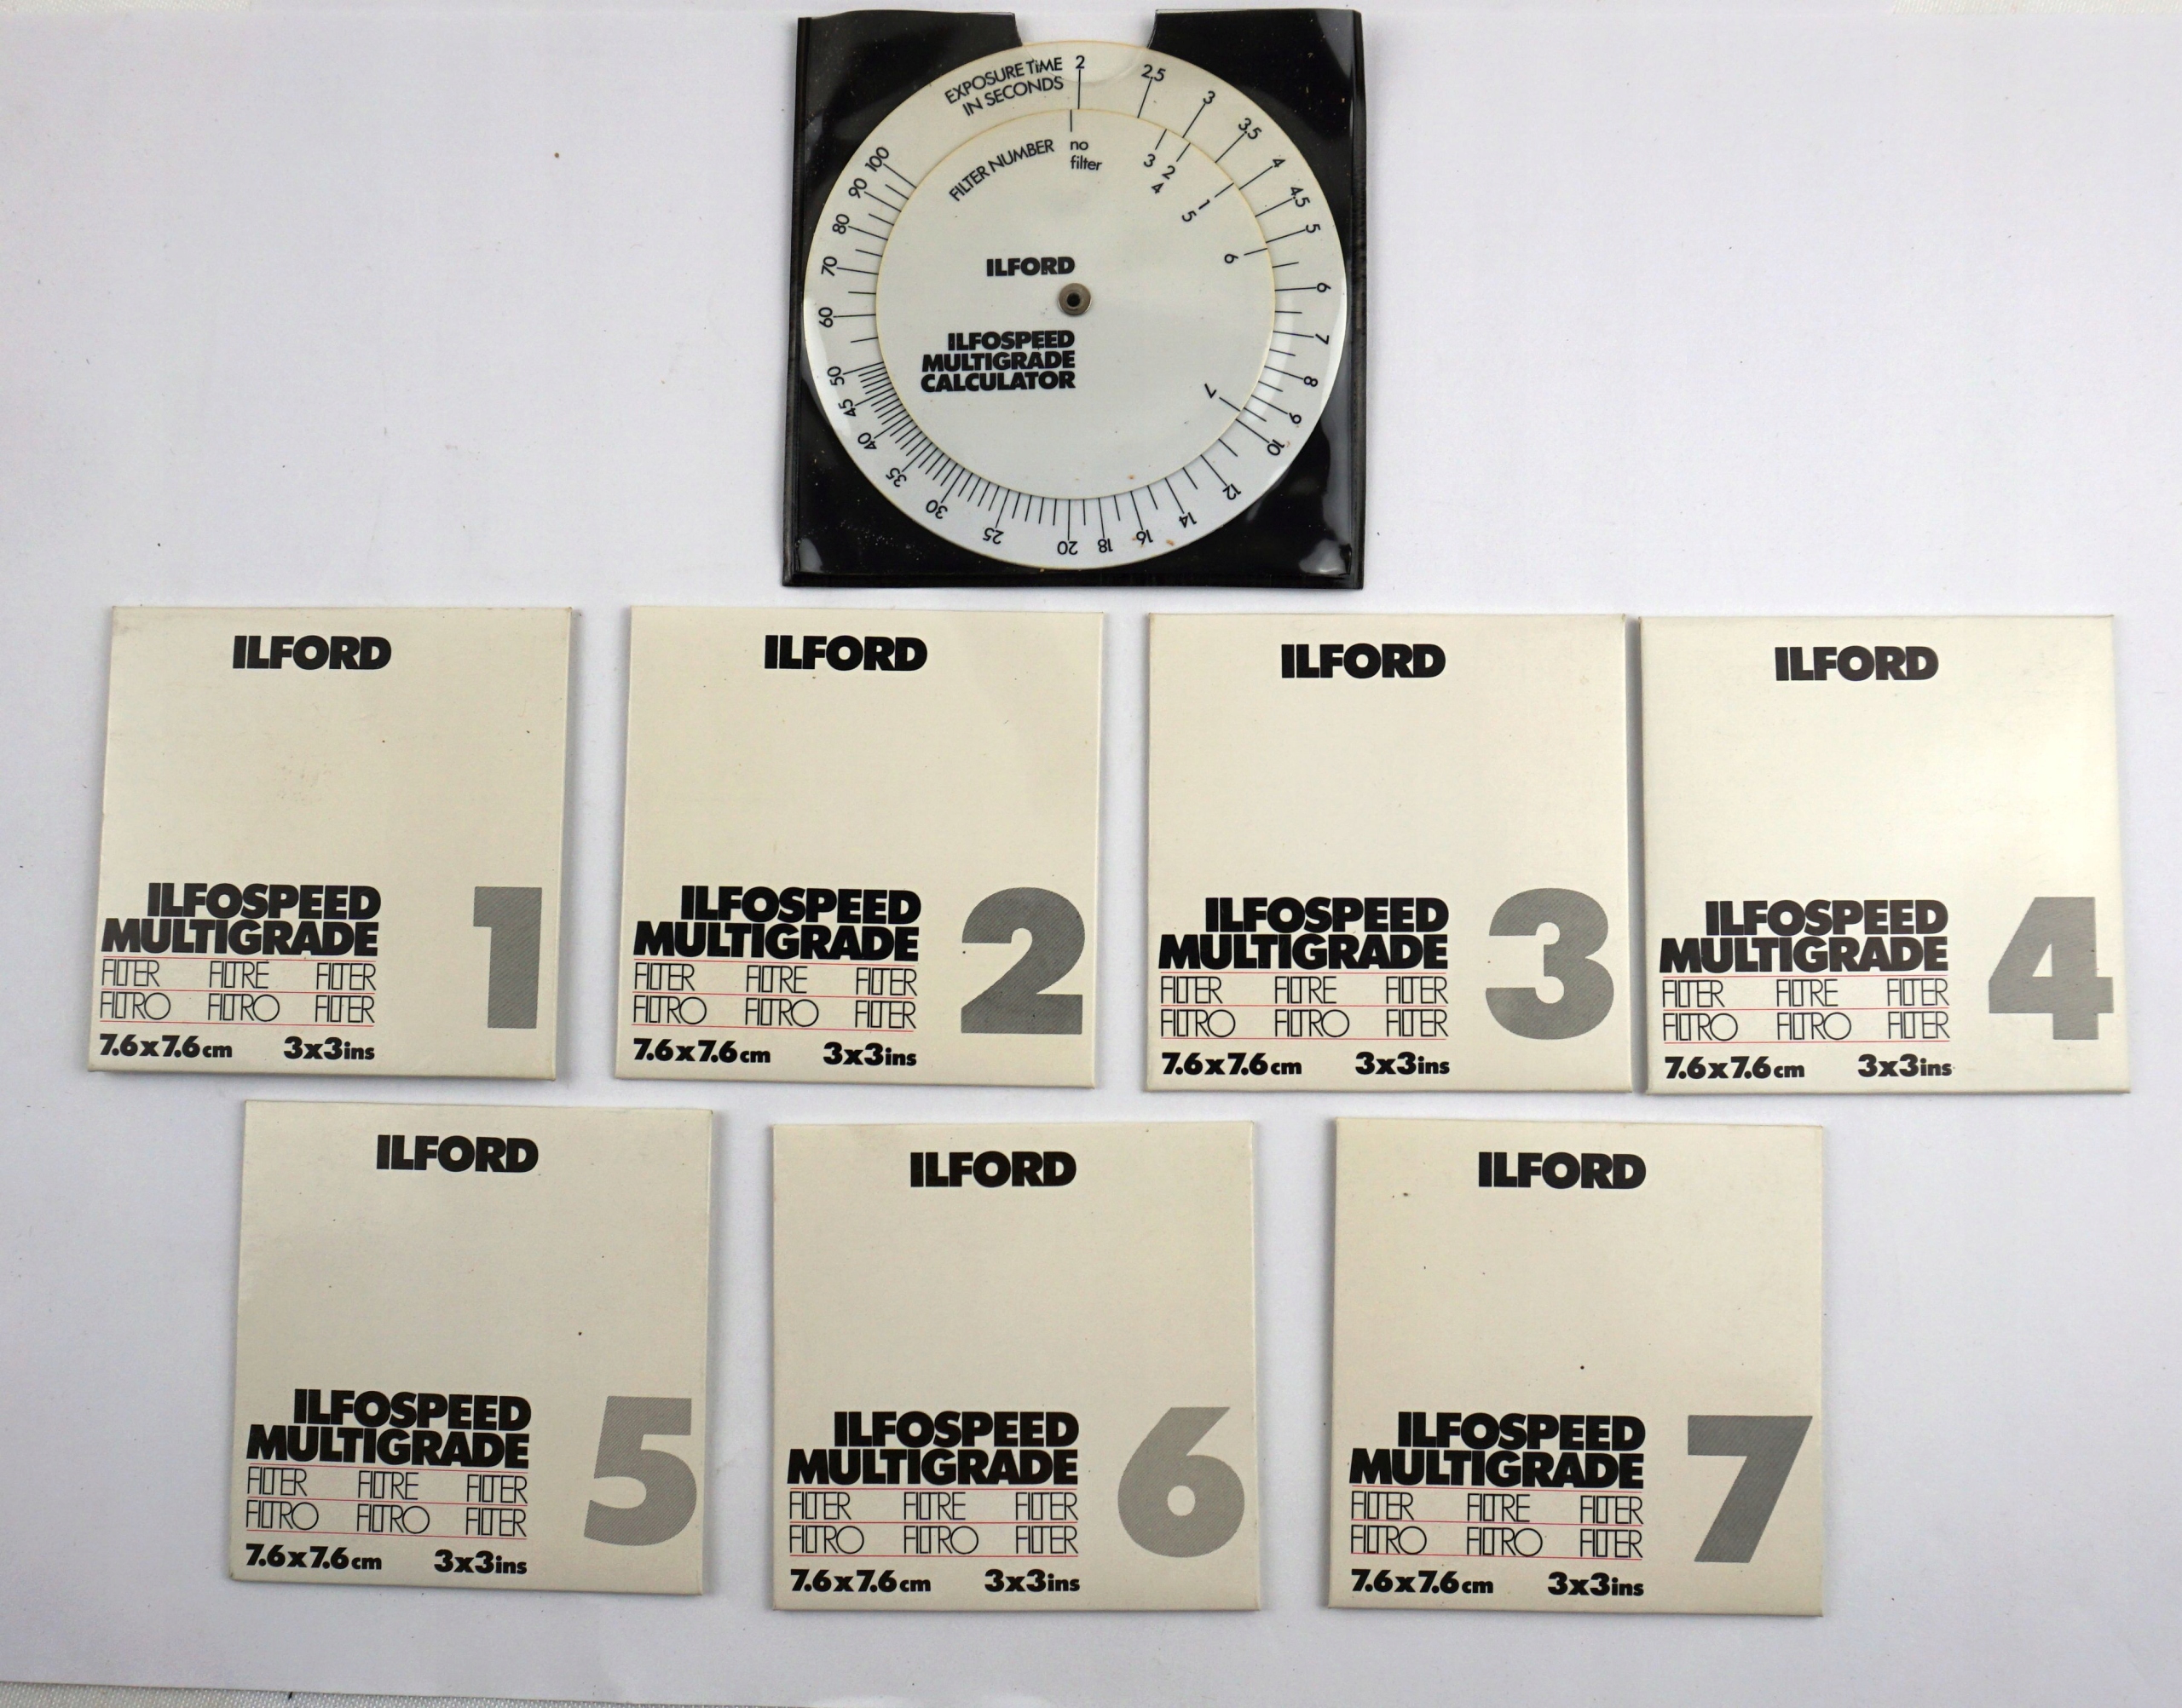 EXPOSURE TIME
IN SECONDS
2 2.5 3 3.5 4 4.5 5 6 7 8 9 10 12 14 16 18 20 25 30 35 40 45 50 60 70 80 90 100
FILTER NUMBER
no
filter
3 2
4
1
5
6
7
ILFORD
ILFOSPEED
MULTIGRADE
CALCULATOR
ILFORD
ILFOSPEED
MULTIGRADE
FILTER FILTRE FILTER
FILTRO FILTRO FILTER
7.6x7.6cm 3x3ins
1
ILFORD
ILFOSPEED
MULTIGRADE
FILTER FILTRE FILTER
FILTRO FILTRO FILTER
7.6x7.6cm 3x3ins
2
ILFORD
ILFOSPEED
MULTIGRADE
FILTER FILTRE FILTER
FILTRO FILTRO FILTER
7.6x7.6cm 3x3ins
3
ILFORD
ILFOSPEED
MULTIGRADE
FILTER FILTRE FILTER
FILTRO FILTRO FILTER
7.6x7.6cm 3x3ins
4
ILFORD
ILFOSPEED
MULTIGRADE
FILTER FILTRE FILTER
FILTRO FILTRO FILTER
7.6x7.6cm 3x3ins
5
ILFORD
ILFOSPEED
MULTIGRADE
FILTER FILTRE FILTER
FILTRO FILTRO FILTER
7.6x7.6cm 3x3ins
6
ILFORD
ILFOSPEED
MULTIGRADE
FILTER FILTRE FILTER
FILTRO FILTRO FILTER
7.6x7.6cm 3x3ins
7